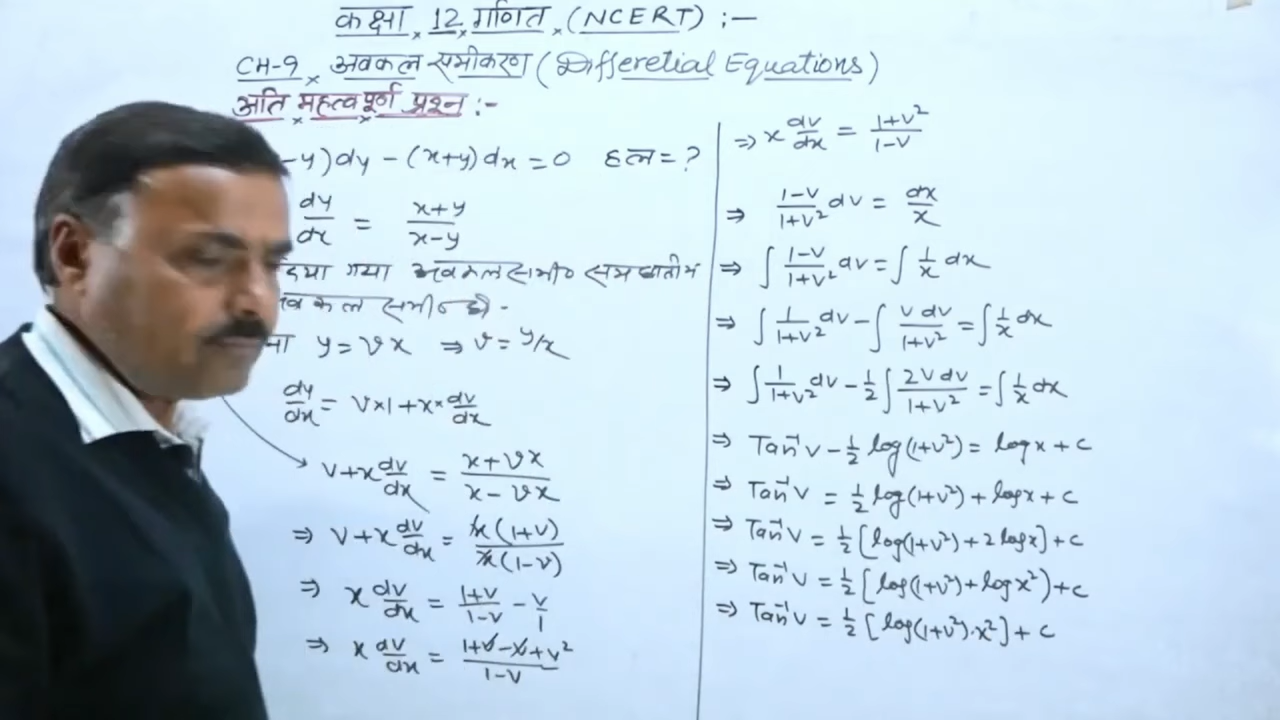 कक्षा 12 गणित (NCERT) :-
CH-9 अवकल समीकरण (Differetial Equations)
अति महत्वपूर्ण प्रश्न :-
-y)dy - (x+y)dx = 0 हल = ?
dy/dx = (x+y)/(x-y)
गया अवकल समी० समघातीय
कल समी०
y = vx ⇒ v = y/x
dy/dx = v×1 + x×dv/dx
v + x dv/dx = (x+vx)/(x-vx)
⇒ v + x dv/dx = x(1+v)/x(1-v)
⇒ x dv/dx = (1+v)/(1-v) - v/1
⇒ x dv/dx = (1+v-v+v²)/(1-v)
⇒ x dv/dx = (1+v²)/(1-v)
⇒ (1-v)/(1+v²) dv = dx/x
⇒ ∫ (1-v)/(1+v²) dv = ∫ 1/x dx
⇒ ∫ 1/(1+v²) dv - ∫ v dv/(1+v²) = ∫ 1/x dx
⇒ ∫ 1/(1+v²) dv - 1/2 ∫ 2v dv/(1+v²) = ∫ 1/x dx
⇒ Tan⁻¹v - 1/2 log(1+v²) = log x + c
⇒ Tan⁻¹v = 1/2 log(1+v²) + log x + c
⇒ Tan⁻¹v = 1/2 [log(1+v²) + 2 log x] + c
⇒ Tan⁻¹v = 1/2 [log(1+v²) + log x²) + c
⇒ Tan⁻¹v = 1/2 [log(1+v²).x²] + c